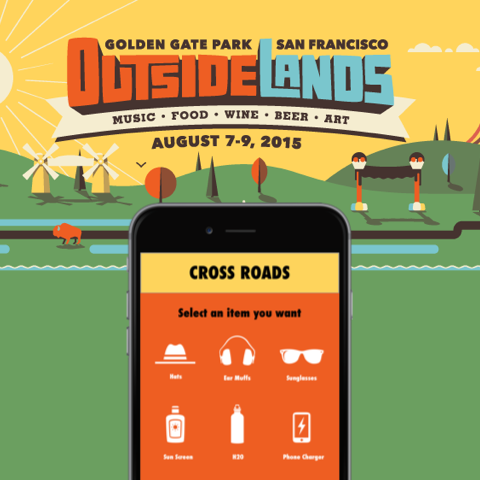 GOLDEN GATE PARK SAN FRANCISCO
OUTSIDELANDS
MUSIC • FOOD • WINE • BEER • ART
AUGUST 7-9, 2015
CROSS ROADS
Select an item you want
Hats Ear Muffs Sunglasses
Sun Screen H2O Phone Charger